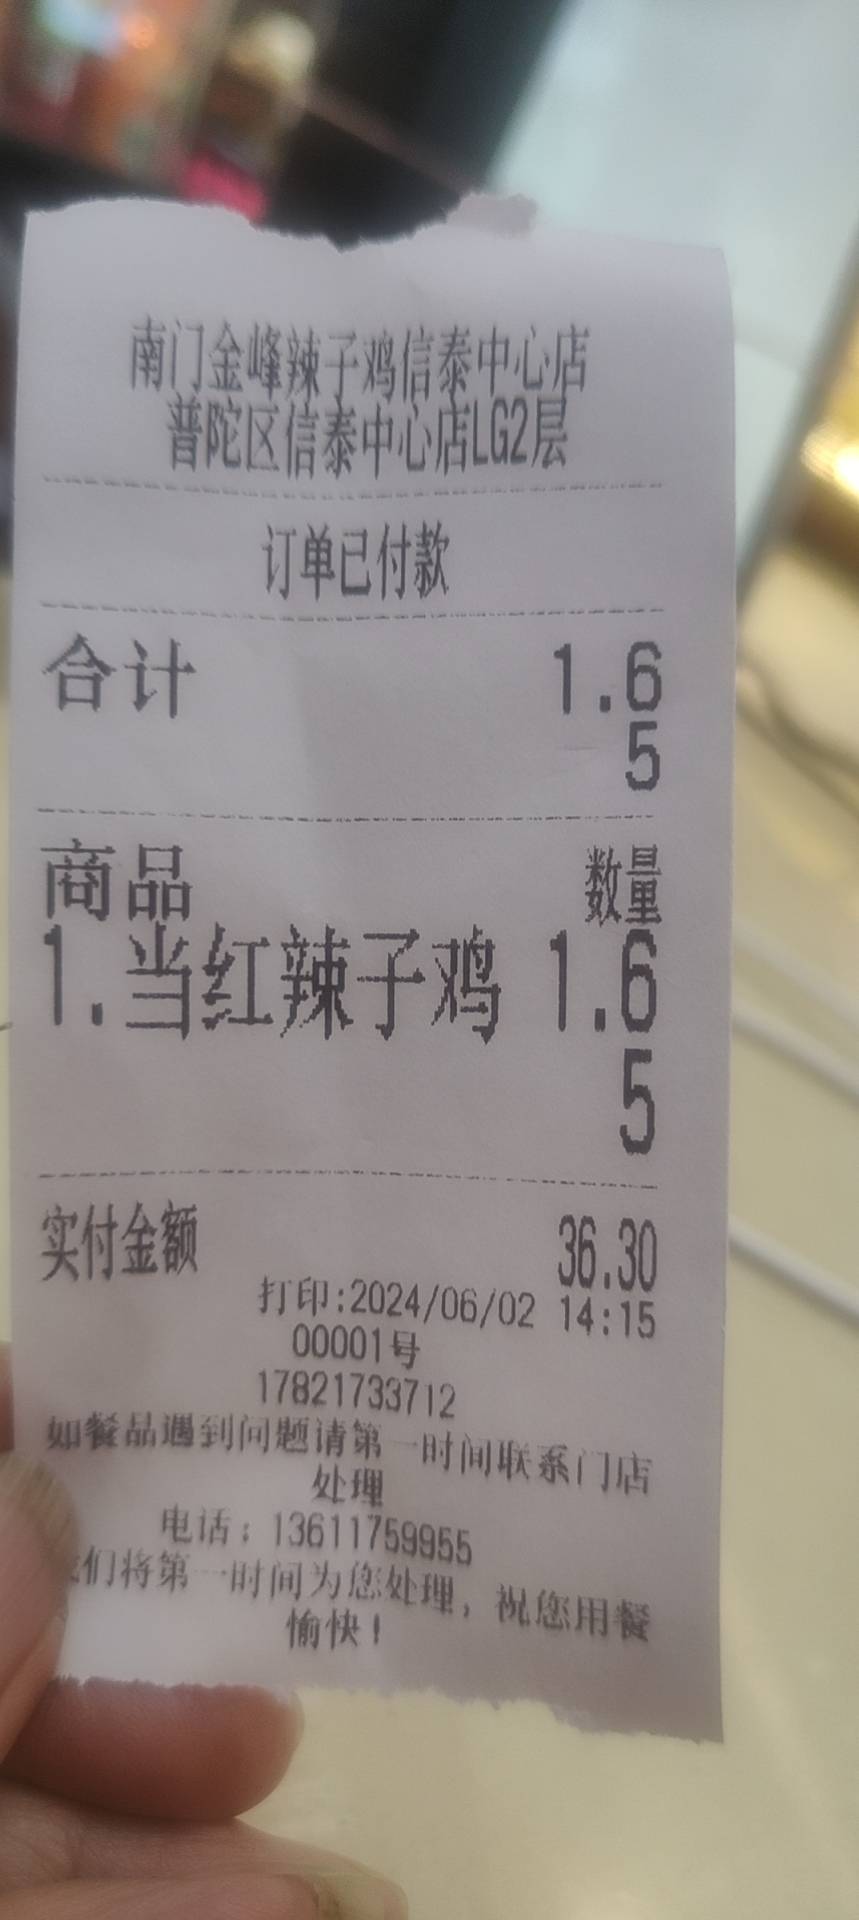 南门金峰辣子鸡信泰中心店
普陀区信泰中心店LG2层
订单已付款
合计 1.6
5
商品 数量
1.当红辣子鸡 1.6
5
实付金额 36.30
打印:2024/06/02 14:15
00001号
17821733712
如餐品遇到问题请第一时间联系门店
处理
电话：13611759955
们将第一时间为您处理，祝您用餐
愉快！